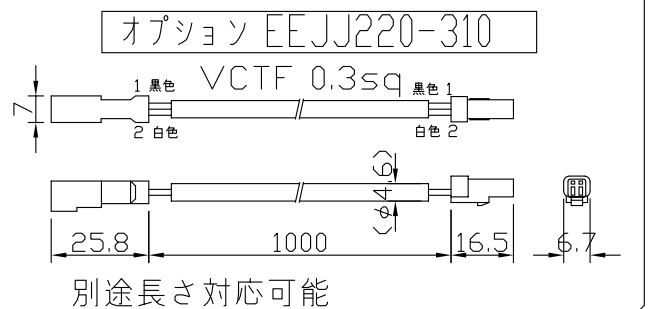 オプション EEJJ220-310
VCTF 0.3sq
1 黒色
黒色 1
7
2 白色
白色 2
(φ4.6)
25.8
1000
16.5
6.7
別途長さ対応可能